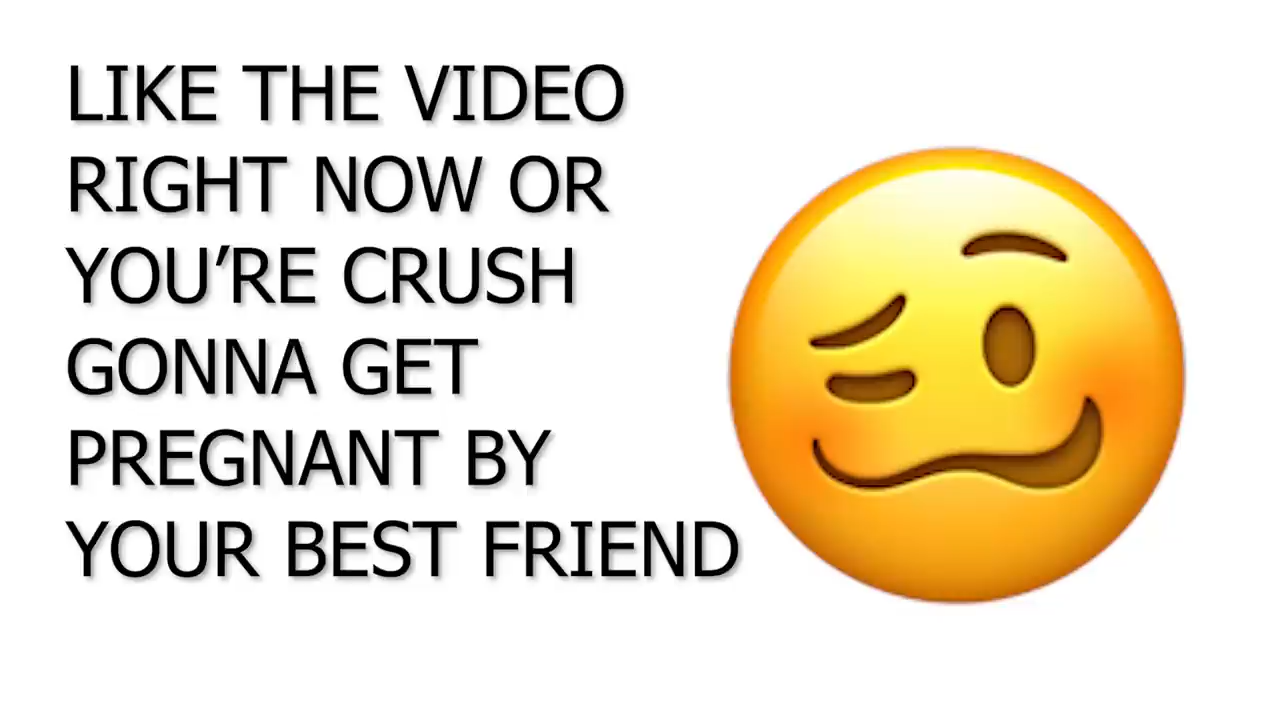 LIKE THE VIDEO
RIGHT NOW OR
YOU’RE CRUSH
GONNA GET
PREGNANT BY
YOUR BEST FRIEND